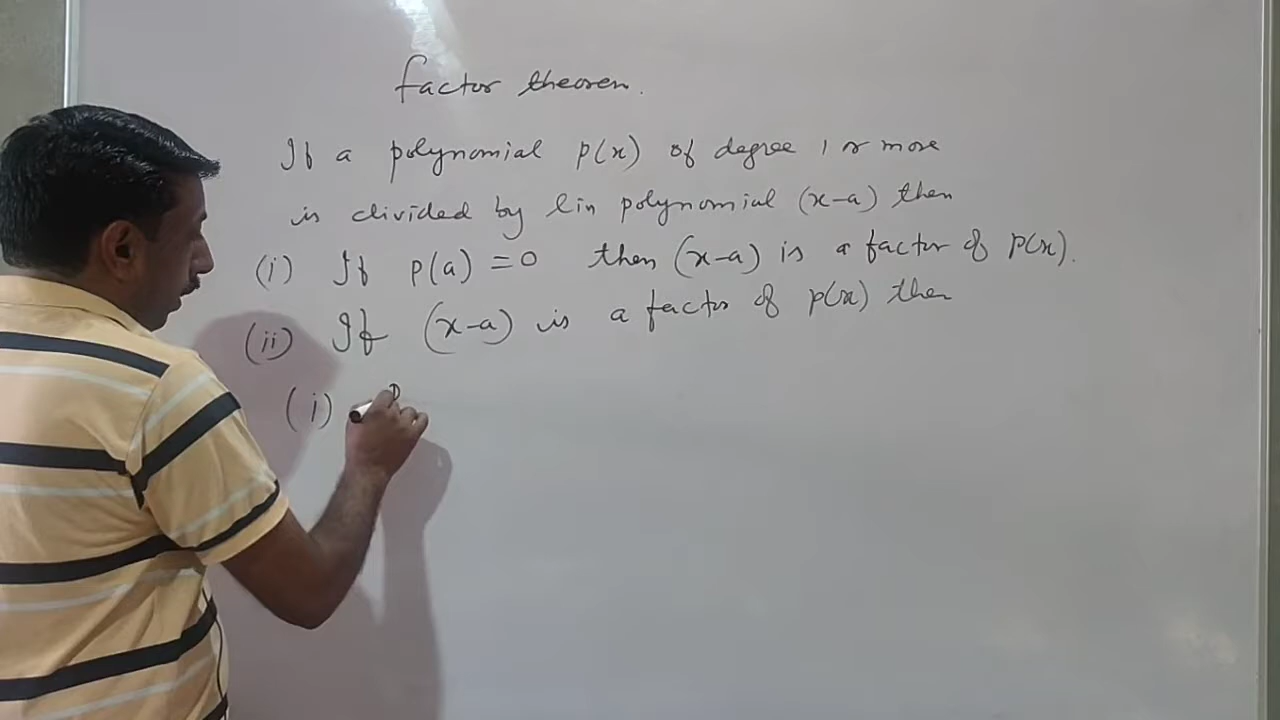 factor theorem.
If a polynomial p(x) of degree 1 or more
is divided by lin polynomial (x-a) then
(i) If p(a) = 0 then (x-a) is a factor of p(x).
(ii) If (x-a) is a factor of p(x) then
(i)